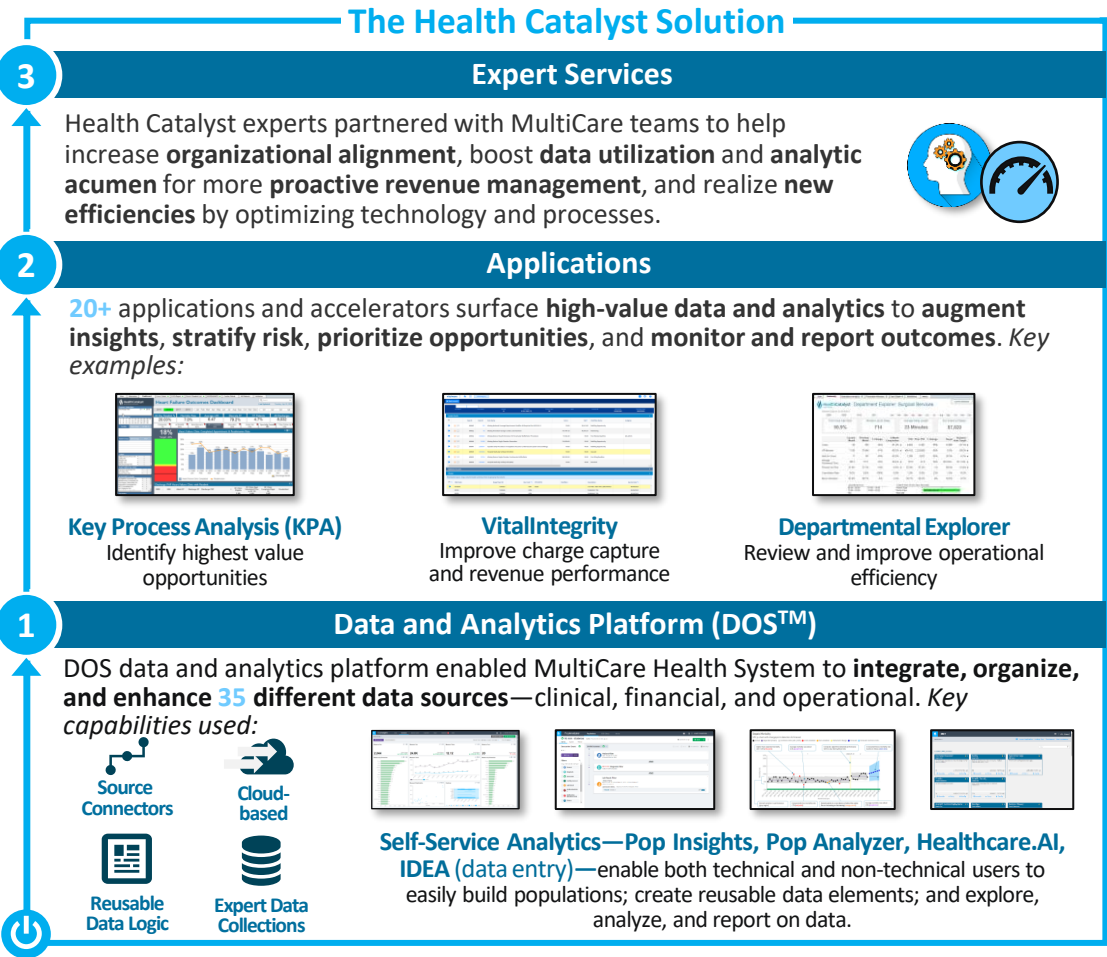 The Health Catalyst Solution
3
Expert Services
Health Catalyst experts partnered with MultiCare teams to help
increase organizational alignment, boost data utilization and analytic
acumen for more proactive revenue management, and realize new
efficiencies by optimizing technology and processes.
2
Applications
20+ applications and accelerators surface high-value data and analytics to augment
insights, stratify risk, prioritize opportunities, and monitor and report outcomes. Key
examples:
Heart Failure Outcomes Dashboard
Department Explorer: Surgical Services
Key Process Analysis (KPA)
Identify highest value
opportunities
VitalIntegrity
Improve charge capture
and revenue performance
Departmental Explorer
Review and improve operational
efficiency
1
Data and Analytics Platform (DOS™)
DOS data and analytics platform enabled MultiCare Health System to integrate, organize,
and enhance 35 different data sources—clinical, financial, and operational. Key
capabilities used:
Source
Connectors
Cloud-
based
Reusable
Data Logic
Expert Data
Collections
Self-Service Analytics—Pop Insights, Pop Analyzer, Healthcare.AI,
IDEA (data entry)—enable both technical and non-technical users to
easily build populations; create reusable data elements; and explore,
analyze, and report on data.